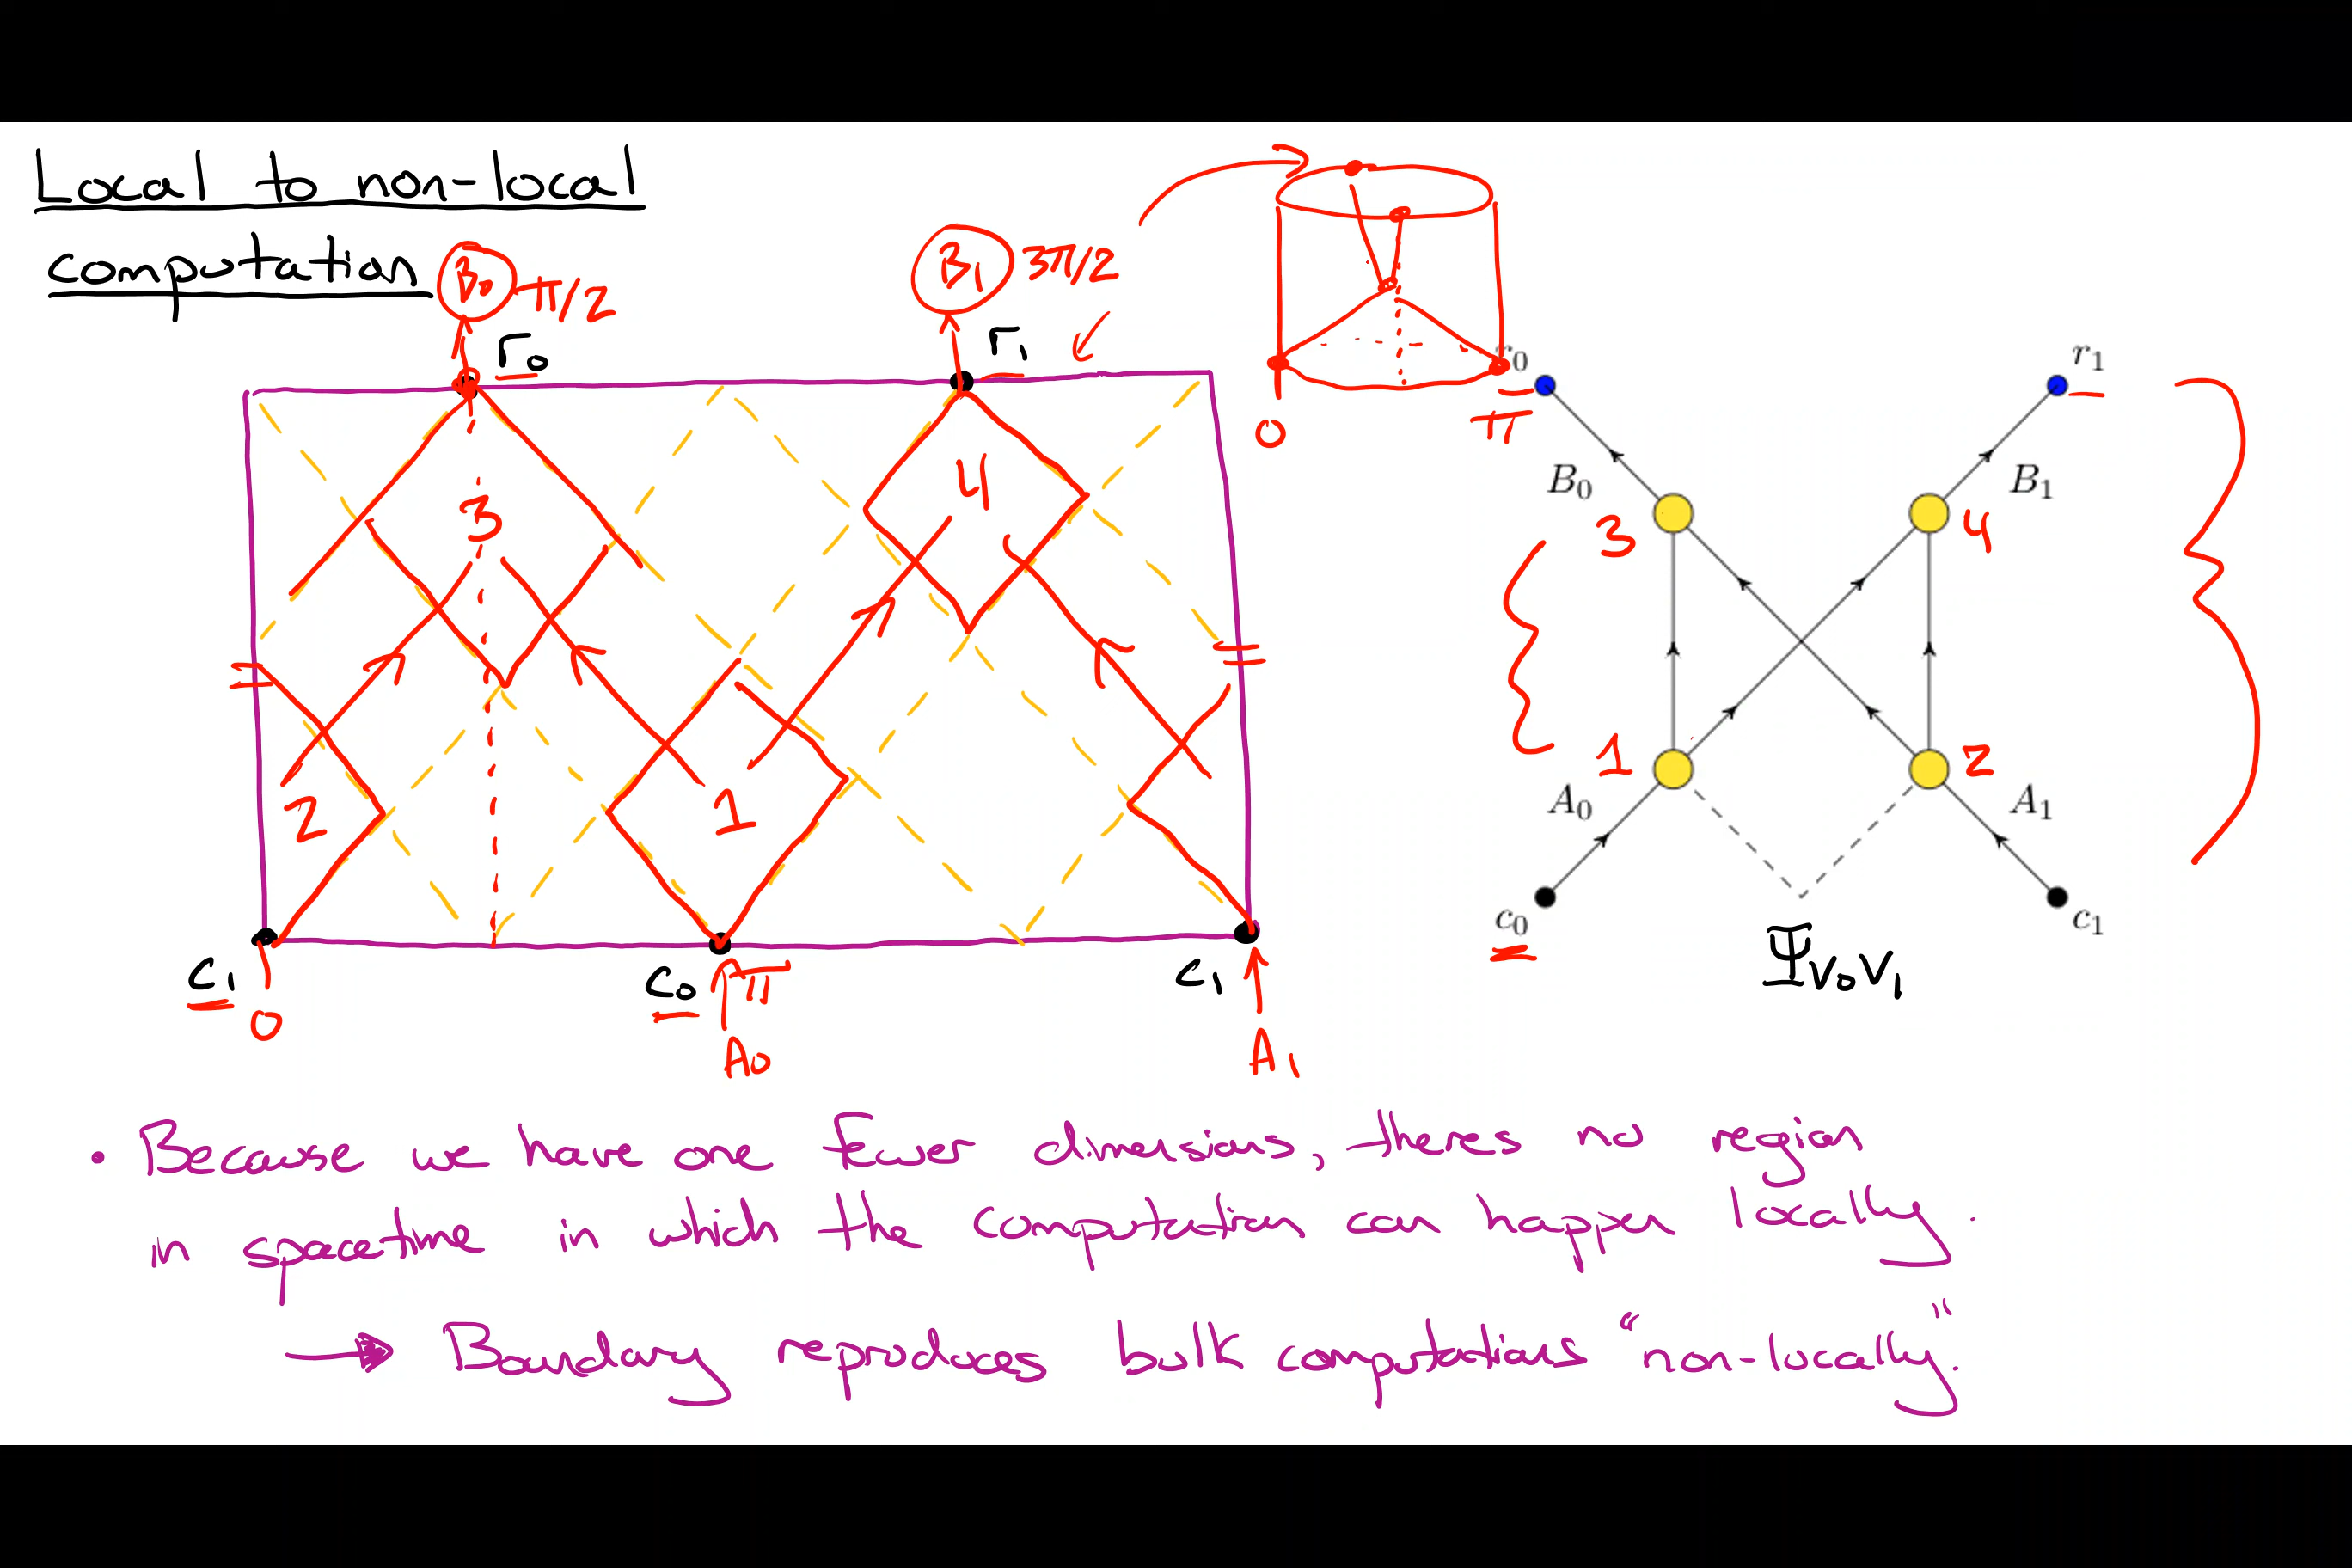 Local to non-local
computation
B₀ π/2
B₁ 3π/2
r₀
r₁
0
π
3
4
2
1
c₁
c₀
c₁
0
π
A₀
A₁
r₀
r₁
B₀
B₁
3
4
1
2
A₀
A₁
c₀
c₁
Ψ_V₀V₁
• Because we have one fewer dimensions, theres no region
in spacetime in which the computation can happen locally.
→ Boundary reproduces bulk computations "non-locally".